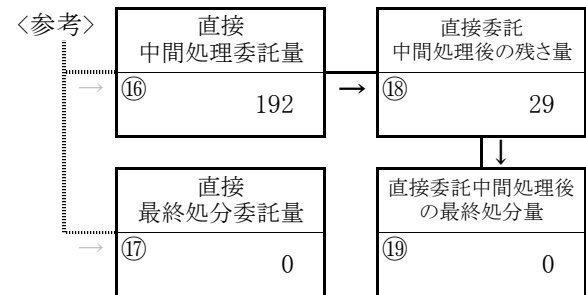 〈参考〉
直接
中間処理委託量
⑯
192
→
→
直接委託
中間処理後の残さ量
⑱
29
↓
直接
最終処分委託量
→
⑰
0
直接委託中間処理後
の最終処分量
⑲
0